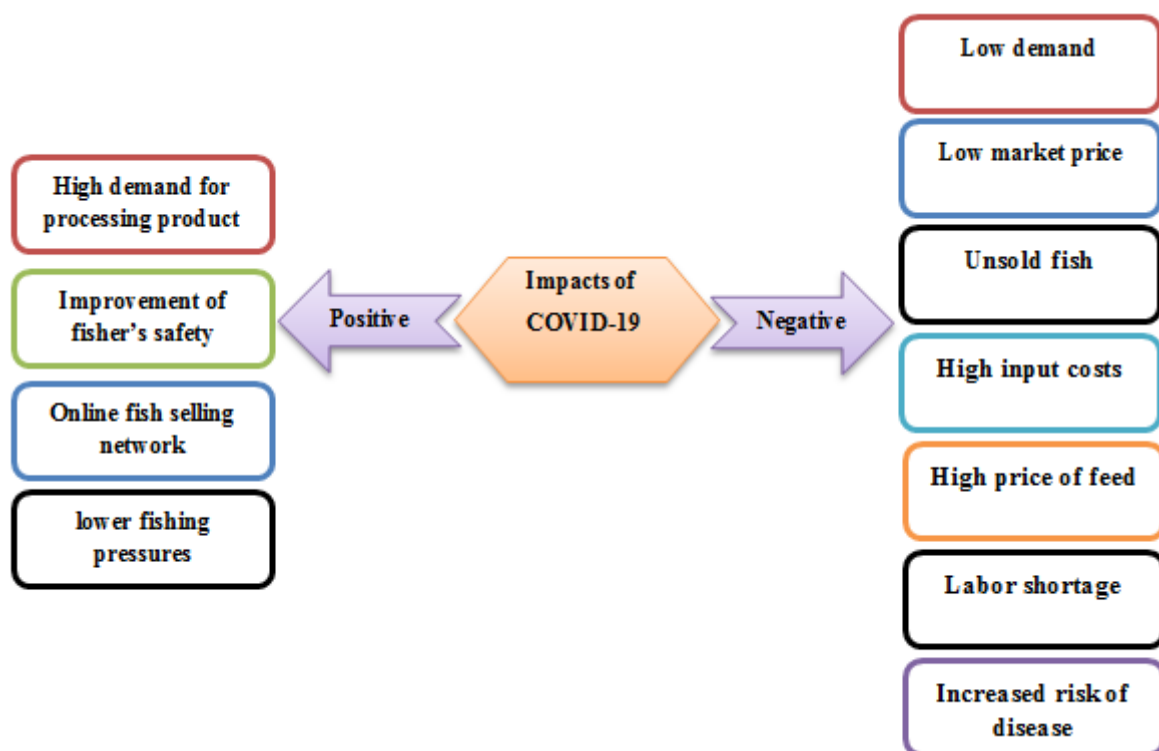 High demand for
processing product
Improvement of
fisher's safety
Online fish selling
network
lower fishing
pressures
Positive
Impacts of
COVID-19
Negative
Low demand
Low market price
Unsold fish
High input costs
High price of feed
Labor shortage
Increased risk of
disease